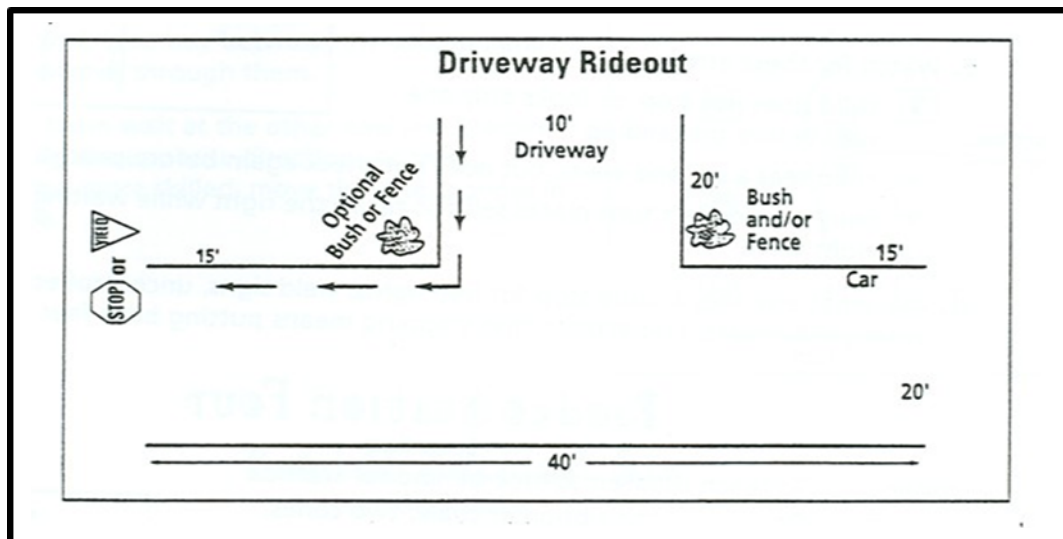 Driveway Rideout
10'
Driveway
20'
Optional
Bush or Fence
Bush
and/or
Fence
YIELD
or
STOP
15'
15'
Car
20'
40'